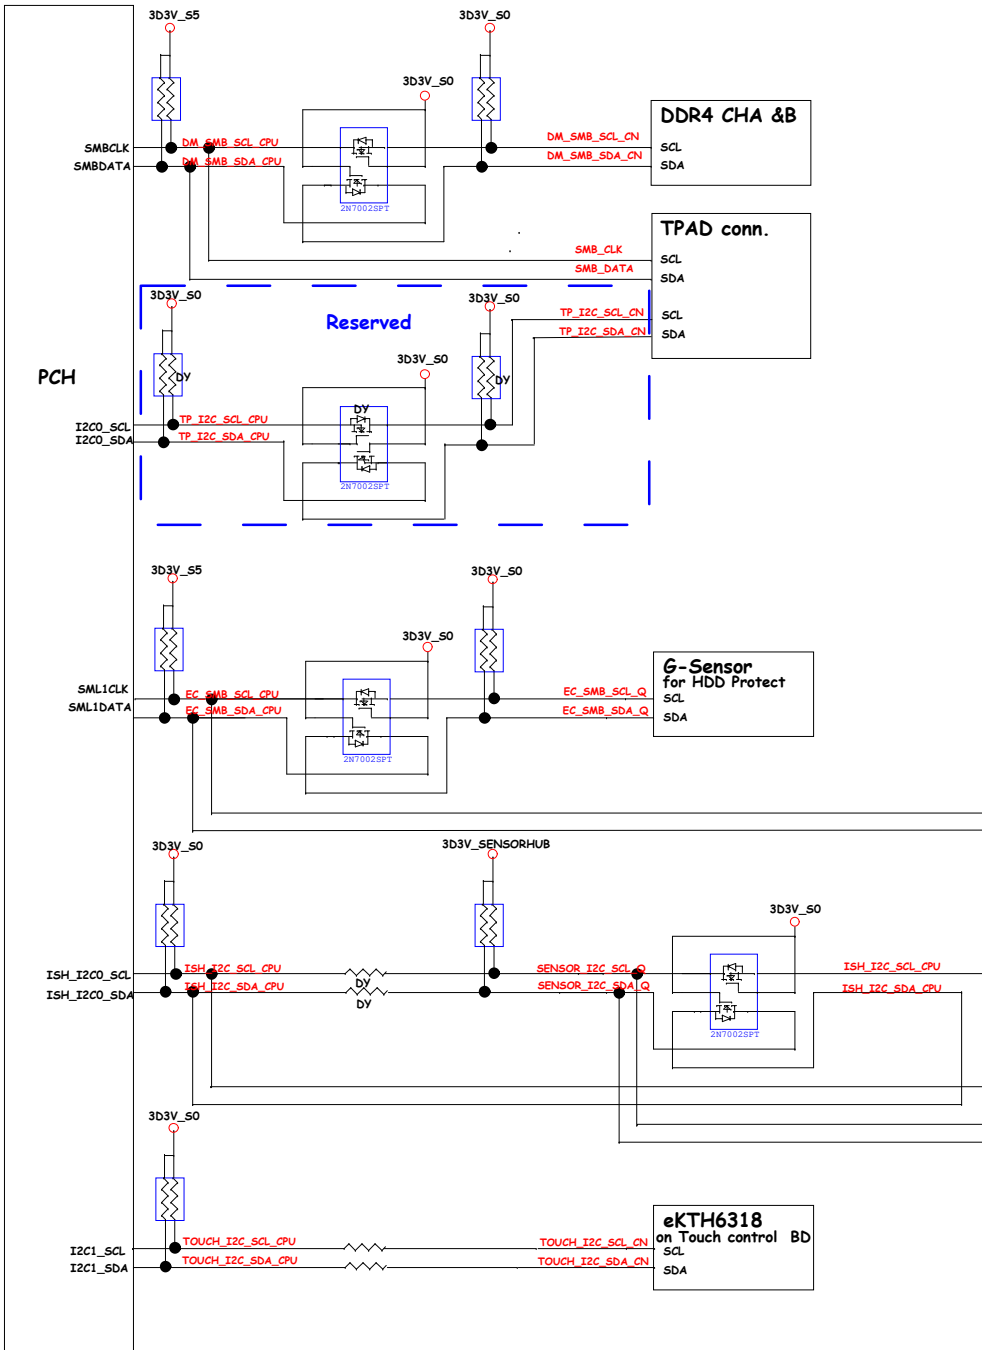 3D3V_S5
3D3V_S0
3D3V_S0
DDR4 CHA &B
SMBCLK
DM_SMB_SCL_CPU
DM_SMB_SCL_CN
SCL
SMBDATA
DM_SMB_SDA_CPU
DM_SMB_SDA_CN
SDA
2N7002SPT
TPAD conn.
SMB_CLK
SCL
SMB_DATA
SDA
3D3V_S0
3D3V_S0
Reserved
TP_I2C_SCL_CN
SCL
TP_I2C_SDA_CN
SDA
3D3V_S0
PCH
DY
DY
DY
I2C0_SCL
TP_I2C_SCL_CPU
I2C0_SDA
TP_I2C_SDA_CPU
2N7002SPT
3D3V_S5
3D3V_S0
3D3V_S0
G-Sensor
for HDD Protect
SML1CLK
EC_SMB_SCL_CPU
EC_SMB_SCL_Q
SCL
SML1DATA
EC_SMB_SDA_CPU
EC_SMB_SDA_Q
SDA
2N7002SPT
3D3V_S0
3D3V_SENSORHUB
3D3V_S0
ISH_I2C0_SCL
ISH_I2C_SCL_CPU
DY
SENSOR_I2C_SCL_Q
ISH_I2C_SCL_CPU
ISH_I2C0_SDA
ISH_I2C_SDA_CPU
DY
SENSOR_I2C_SDA_Q
ISH_I2C_SDA_CPU
2N7002SPT
3D3V_S0
eKTH6318
on Touch control BD
I2C1_SCL
TOUCH_I2C_SCL_CPU
TOUCH_I2C_SCL_CN
SCL
I2C1_SDA
TOUCH_I2C_SDA_CPU
TOUCH_I2C_SDA_CN
SDA